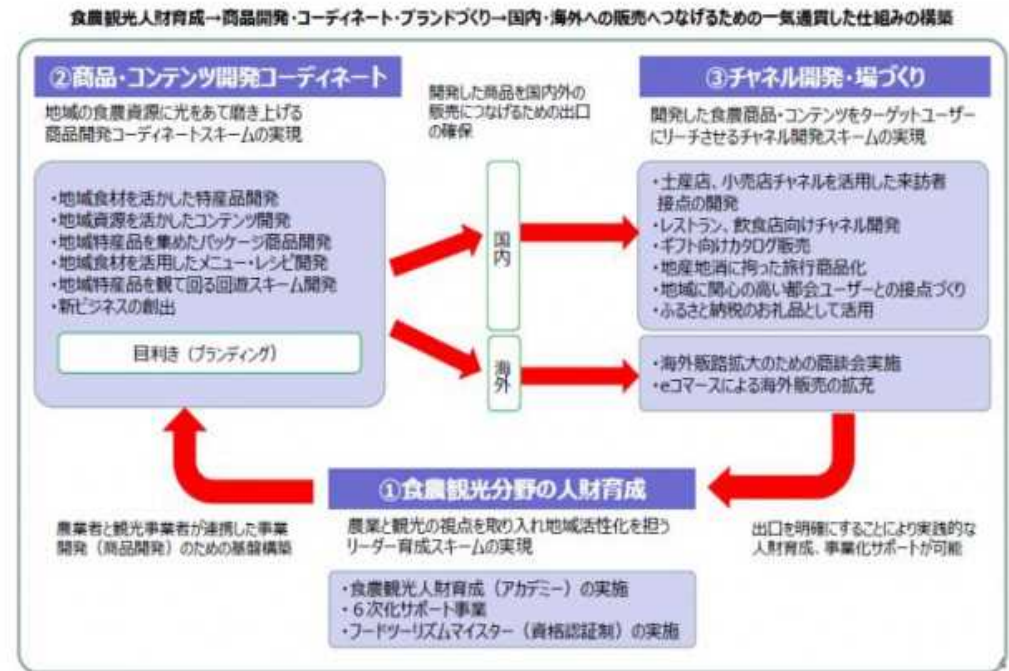 食農観光人財育成→商品開発・コーディネート・ブランドづくり→国内・海外への販売へつなげるための一気通貫した仕組みの構築
②商品・コンテンツ開発コーディネート
地域の食農資源に光をあて磨き上げる
商品開発コーディネートスキームの実現
・地域食材を活かした特産品開発
・地域資源を活かしたコンテンツ開発
・地域特産品を集めたパッケージ商品開発
・地域食材を活用したメニュー・レシピ開発
・地域特産品を観て回る回遊スキーム開発
・新ビジネスの創出
目利き（ブランディング）
開発した商品を国内外の
販売につなげるための出口
の確保
国内
海外
③チャネル開発・場づくり
開発した食農商品・コンテンツをターゲットユーザー
にリーチさせるチャネル開発スキームの実現
・土産店、小売店チャネルを活用した来訪者
接点の開発
・レストラン、飲食店向けチャネル開発
・ギフト向けカタログ販売
・地産地消に拘った旅行商品化
・地域に関心の高い都会ユーザーとの接点づくり
・ふるさと納税のお礼品として活用
・海外販路拡大のための商談会実施
・eコマースによる海外販売の拡充
①食農観光分野の人財育成
農業者と観光事業者が連携した事業
開発（商品開発）のための基盤構築
農業と観光の視点を取り入れ地域活性化を担う
リーダー育成スキームの実現
・食農観光人財育成（アカデミー）の実施
・６次化サポート事業
・フードツーリズムマイスター（資格認証制）の実施
出口を明確にすることにより実践的な
人財育成、事業化サポートが可能